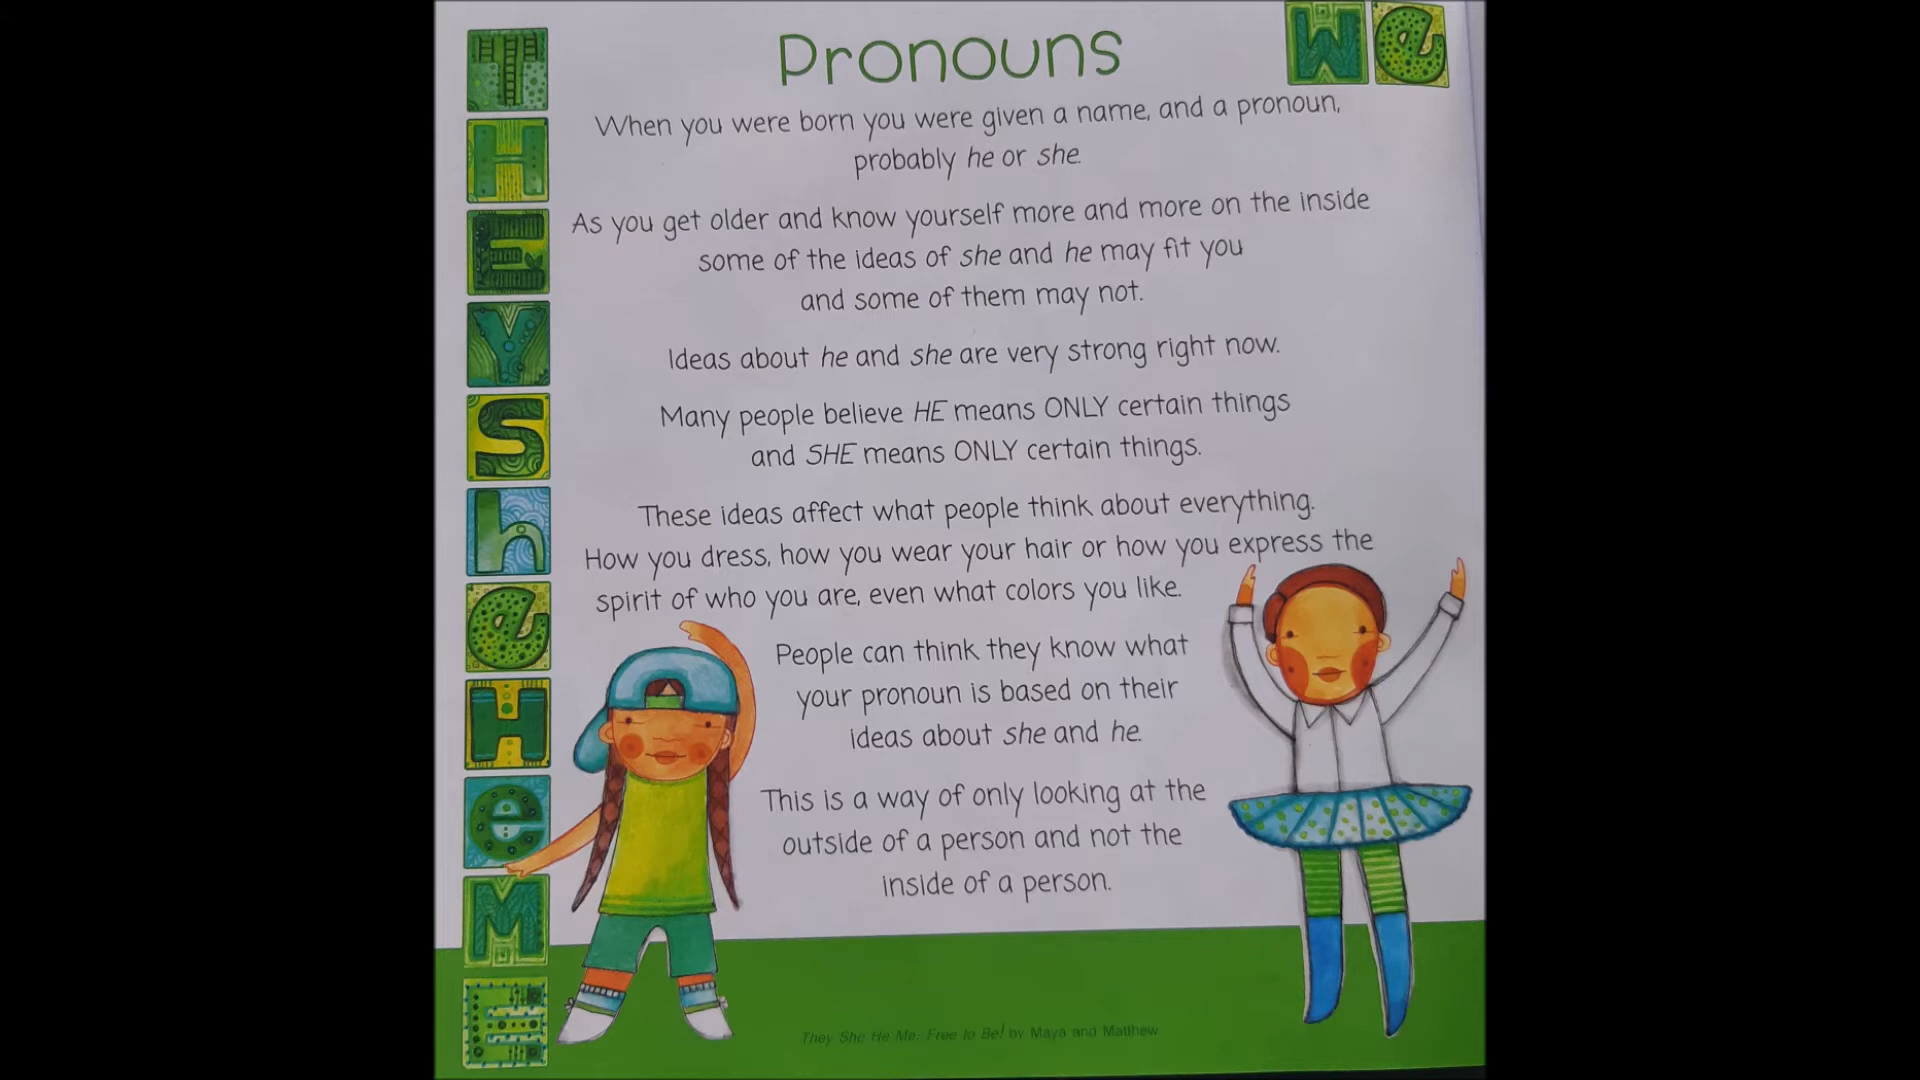 Pronouns
We
When you were born you were given a name, and a pronoun,
probably he or she.
As you get older and know yourself more and more on the inside
some of the ideas of she and he may fit you
and some of them may not.
Ideas about he and she are very strong right now.
Many people believe HE means ONLY certain things
and SHE means ONLY certain things.
These ideas affect what people think about everything.
How you dress, how you wear your hair or how you express the
spirit of who you are, even what colors you like.
People can think they know what
your pronoun is based on their
ideas about she and he.
This is a way of only looking at the
outside of a person and not the
inside of a person.
They She He Me: Free to Be! by Maya and Matthew
T
H
E
Y
S
h
e
H
e
M
E